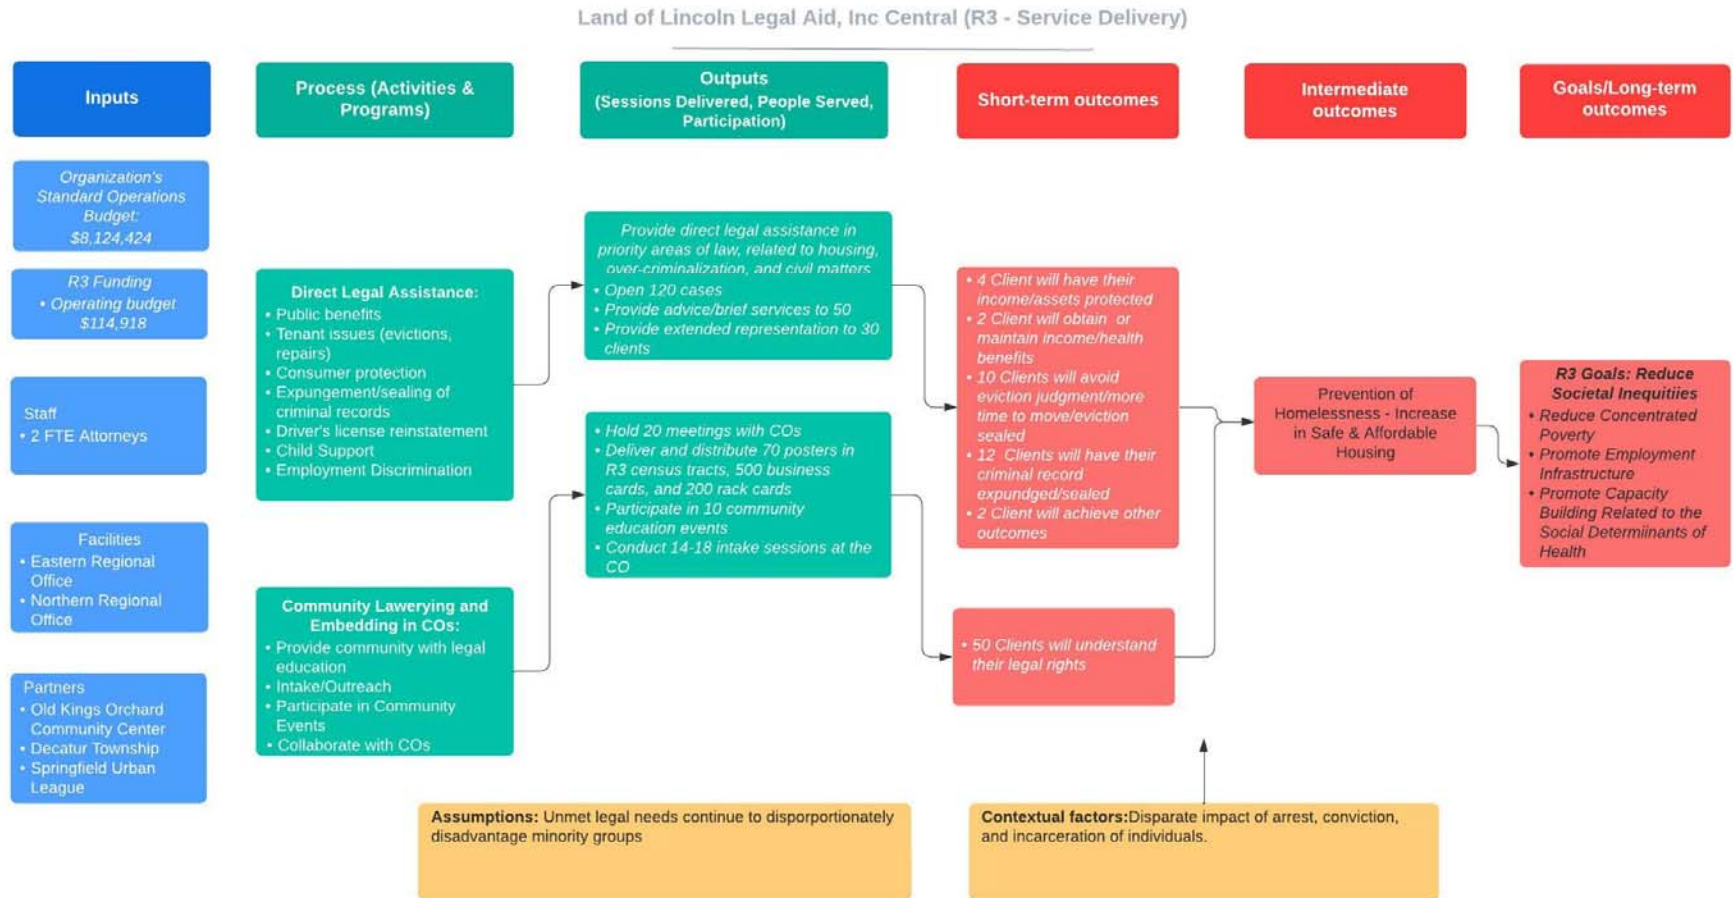 Land of Lincoln Legal Aid, Inc Central (R3 - Service Delivery)
Inputs
Process (Activities &
Programs)
Outputs
(Sessions Delivered, People Served,
Participation)
Short-term outcomes
Intermediate
outcomes
Goals/Long-term
outcomes
Organization's
Standard Operations
Budget:
$8,124,424
R3 Funding
• Operating budget
$114,918
Staff
• 2 FTE Attorneys
Facilities
• Eastern Regional
Office
• Northern Regional
Office
Partners
• Old Kings Orchard
Community Center
• Decatur Township
• Springfield Urban
League
Direct Legal Assistance:
• Public benefits
• Tenant issues (evictions,
repairs)
• Consumer protection
• Expungement/sealing of
criminal records
• Driver's license reinstatement
• Child Support
• Employment Discrimination
Community Lawerying and
Embedding in COs:
• Provide community with legal
education
• Intake/Outreach
• Participate in Community
Events
• Collaborate with COs
Provide direct legal assistance in
priority areas of law, related to housing,
over-criminalization, and civil matters
• Open 120 cases
• Provide advice/brief services to 50
• Provide extended representation to 30
clients
• Hold 20 meetings with COs
• Deliver and distribute 70 posters in
R3 census tracts, 500 business
cards, and 200 rack cards
• Participate in 10 community
education events
• Conduct 14-18 intake sessions at the
CO
• 4 Client will have their
income/assets protected
• 2 Client will obtain or
maintain income/health
benefits
• 10 Clients will avoid
eviction judgment/more
time to move/eviction
sealed
• 12 Clients will have their
criminal record
expundged/sealed
• 2 Client will achieve other
outcomes
• 50 Clients will understand
their legal rights
Prevention of
Homelessness - Increase
in Safe & Affordable
Housing
R3 Goals: Reduce
Societal Inequitiies
• Reduce Concentrated
Poverty
• Promote Employment
Infrastructure
• Promote Capacity
Building Related to the
Social Determiinants of
Health
Assumptions: Unmet legal needs continue to disporportionately
disadvantage minority groups
Contextual factors:Disparate impact of arrest, conviction,
and incarceration of individuals.